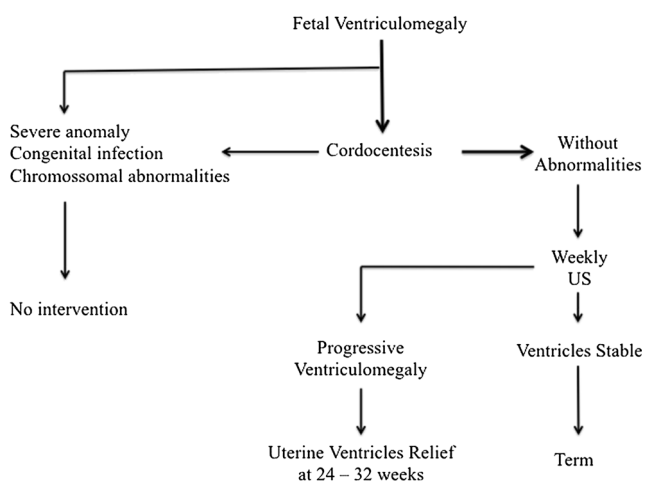 Fetal Ventriculomegaly
Severe anomaly
Congenital infection
Chromossomal abnormalities
Cordocentesis
Without
Abnormalities
Weekly
US
No intervention
Progressive
Ventriculomegaly
Ventricles Stable
Uterine Ventricles Relief
at 24 – 32 weeks
Term